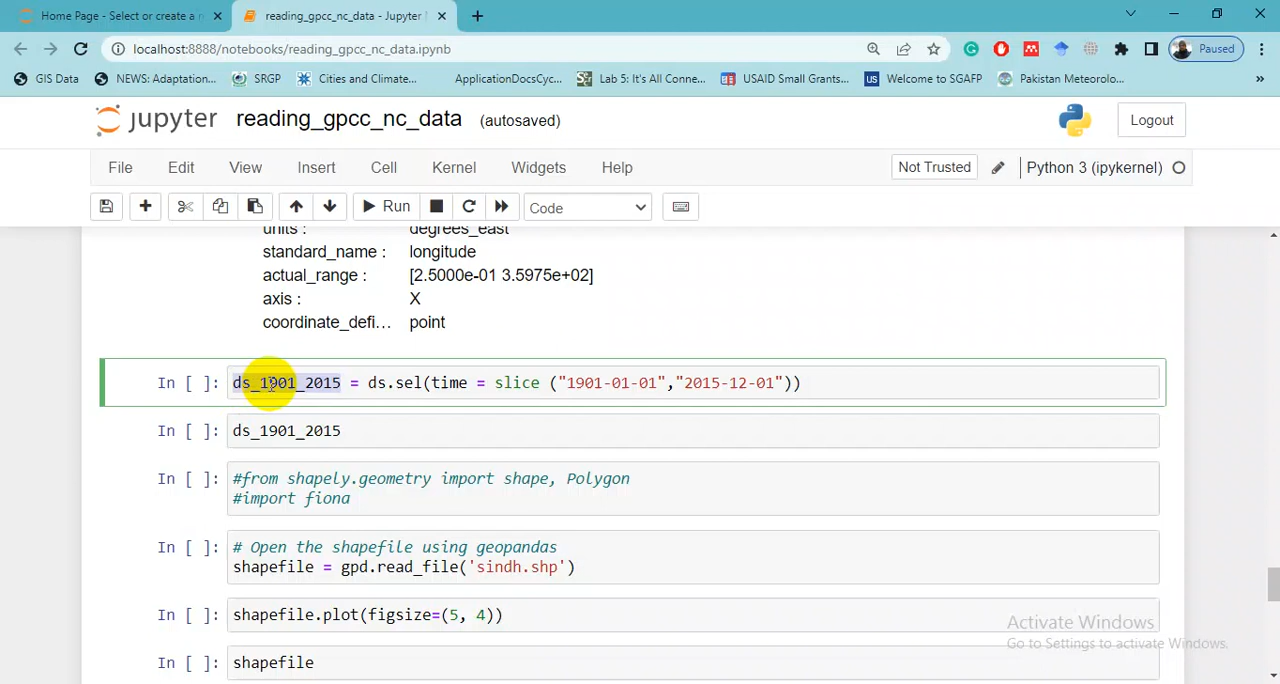 Home Page - Select or create a n
reading_gpcc_nc_data - Jupyter N
localhost:8888/notebooks/reading_gpcc_nc_data.ipynb
Paused
GIS Data
NEWS: Adaptation...
SRGP
Cities and Climate...
ApplicationDocsCyc...
Lab 5: It's All Conne...
USAID Small Grants...
US
Welcome to SGAFP
Pakistan Meteorolo...
jupyter
reading_gpcc_nc_data (autosaved)
Logout
File Edit View Insert Cell Kernel Widgets Help
Not Trusted
Python 3 (ipykernel)
Run
Code
units : degrees_east
standard_name : longitude
actual_range : [2.5000e-01 3.5975e+02]
axis : X
coordinate_defi… point
In [ ]: ds_1901_2015 = ds.sel(time = slice ("1901-01-01","2015-12-01"))
In [ ]: ds_1901_2015
In [ ]: #from shapely.geometry import shape, Polygon
#import fiona
In [ ]: # Open the shapefile using geopandas
shapefile = gpd.read_file('sindh.shp')
In [ ]: shapefile.plot(figsize=(5, 4))
In [ ]: shapefile
Activate Windows
Go to Settings to activate Windows.